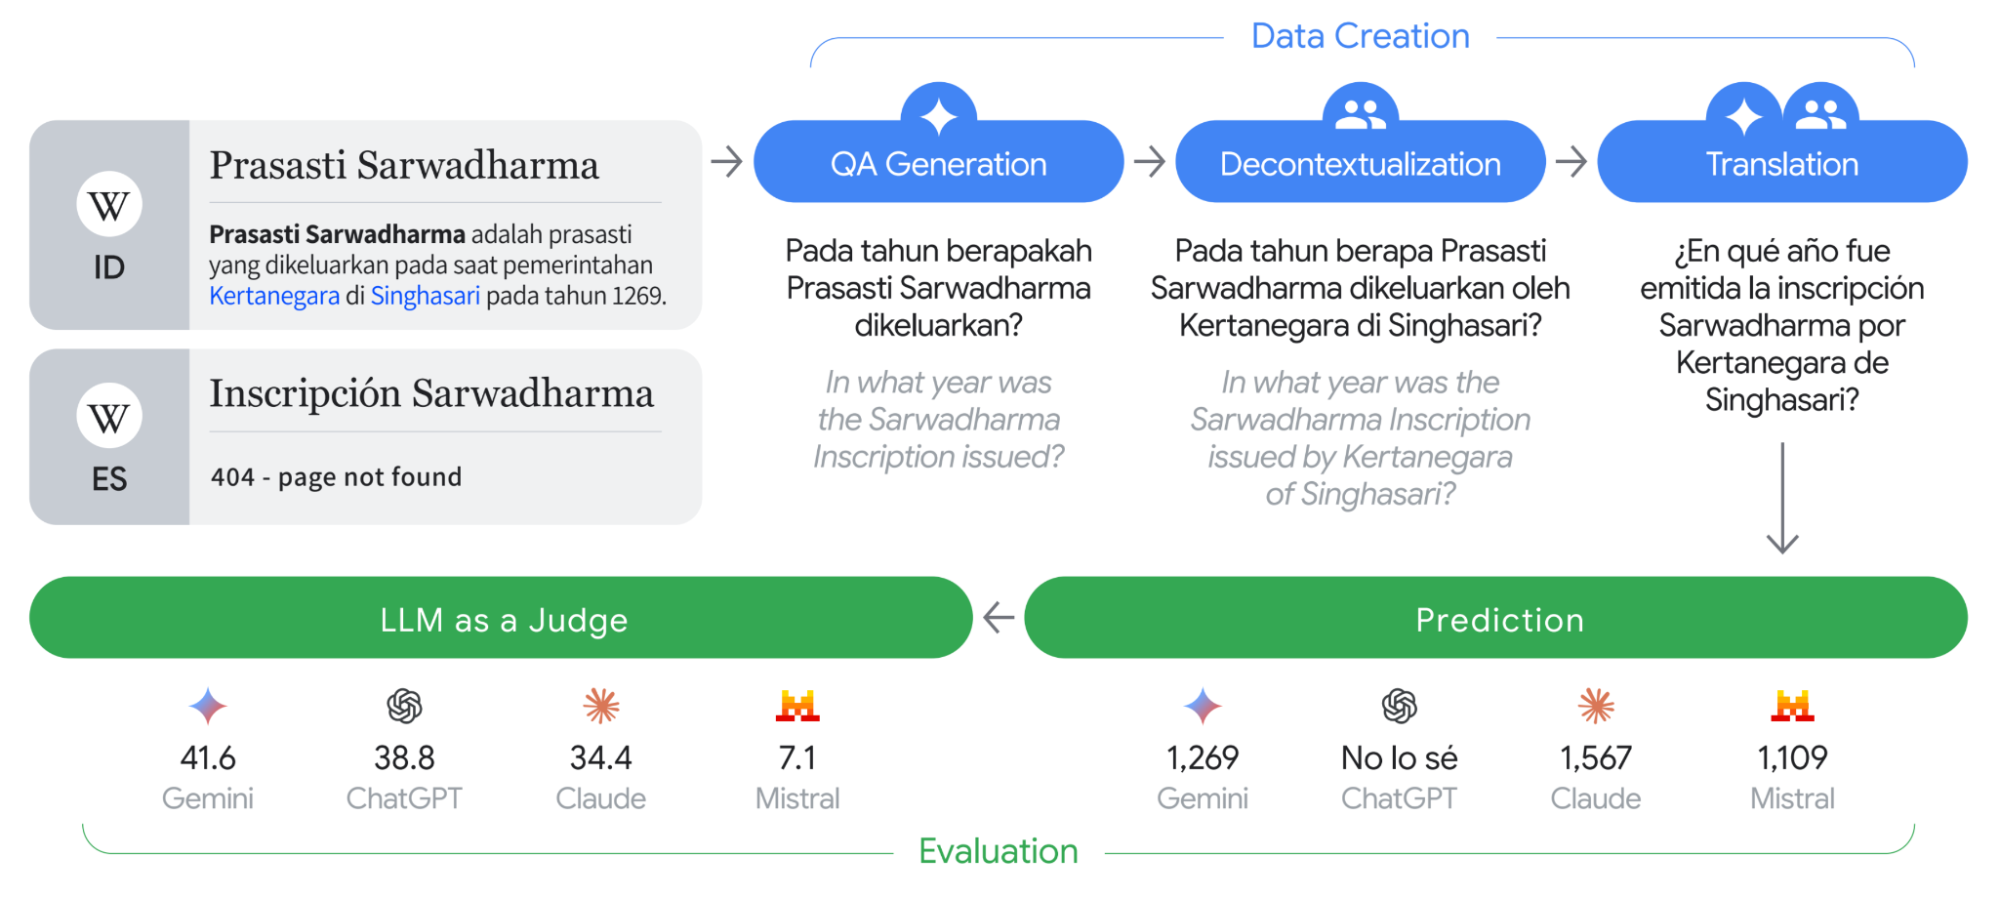 Data Creation
W
ID
Prasasti Sarwadharma
Prasasti Sarwadharma adalah prasasti
yang dikeluarkan pada saat pemerintahan
Kertanegara di Singhasari pada tahun 1269.
W
ES
Inscripción Sarwadharma
404 - page not found
QA Generation
Pada tahun berapakah
Prasasti Sarwadharma
dikeluarkan?
In what year was
the Sarwadharma
Inscription issued?
Decontextualization
Pada tahun berapa Prasasti
Sarwadharma dikeluarkan oleh
Kertanegara di Singhasari?
In what year was the
Sarwadharma Inscription
issued by Kertanegara
of Singhasari?
Translation
¿En qué año fue
emitida la inscripción
Sarwadharma por
Kertanegara de
Singhasari?
Prediction
1,269
Gemini
No lo sé
ChatGPT
1,567
Claude
1,109
Mistral
LLM as a Judge
41.6
Gemini
38.8
ChatGPT
34.4
Claude
7.1
Mistral
Evaluation